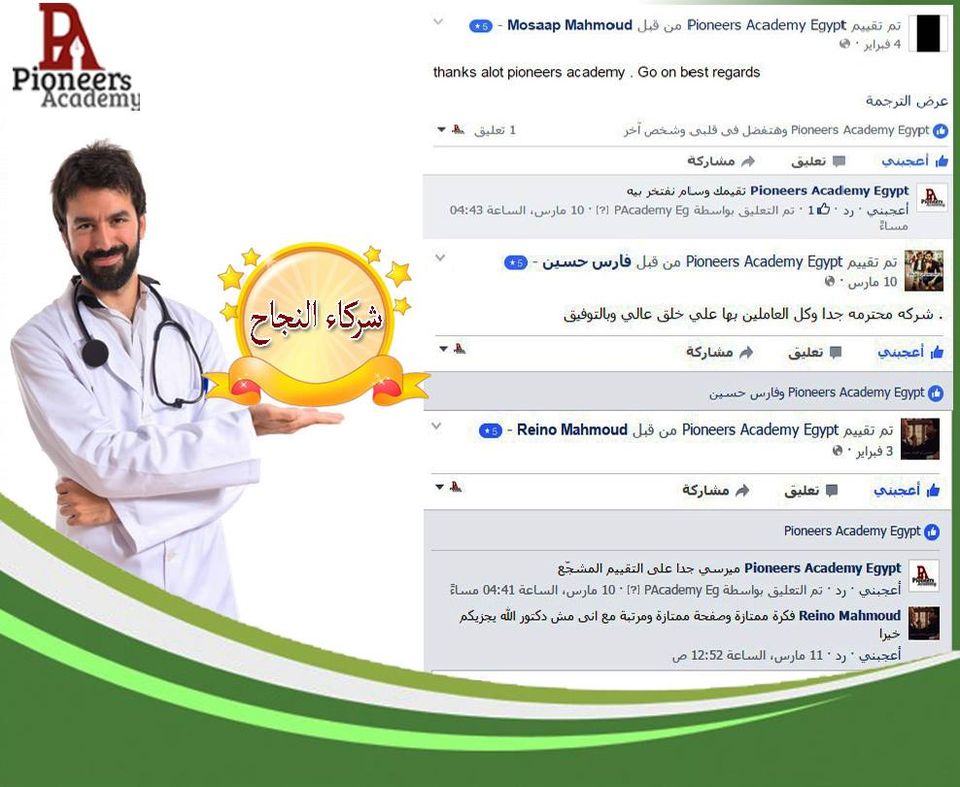 PA
Pioneers
Academy
شركاء النجاح
تم تقييم Pioneers Academy Egypt من قبل Mosaap Mahmoud - 5★
4 فبراير ·
thanks alot pioneers academy . Go on best regards
عرض الترجمة
Pioneers Academy Egypt وهتفضل فى قلبى وشخص آخر
1 تعليق
أعجبني تعليق مشاركة
Pioneers Academy Egypt تقيمك وسام نفتخر بيه
أعجبني · رد · 1 · تم التعليق بواسطة PAcademy Eg [?] · 10 مارس، الساعة 04:43
مساءً
تم تقييم Pioneers Academy Egypt من قبل فارس حسين - 5★
10 مارس ·
. شركه محترمه جدا وكل العاملين بها علي خلق عالي وبالتوفيق
أعجبني تعليق مشاركة
Pioneers Academy Egypt وفارس حسين
تم تقييم Pioneers Academy Egypt من قبل Reino Mahmoud - 5★
3 فبراير ·
أعجبني تعليق مشاركة
Pioneers Academy Egypt
Pioneers Academy Egypt ميرسي جدا على التقييم المشجّع
أعجبني · رد · تم التعليق بواسطة PAcademy Eg [?] · 10 مارس، الساعة 04:41 مساءً
Reino Mahmoud فكرة ممتازة وصفحة ممتازة ومرتبة مع انى مش دكتور الله يجزيكم
خيرا
أعجبني · رد · 11 مارس، الساعة 12:52 ص